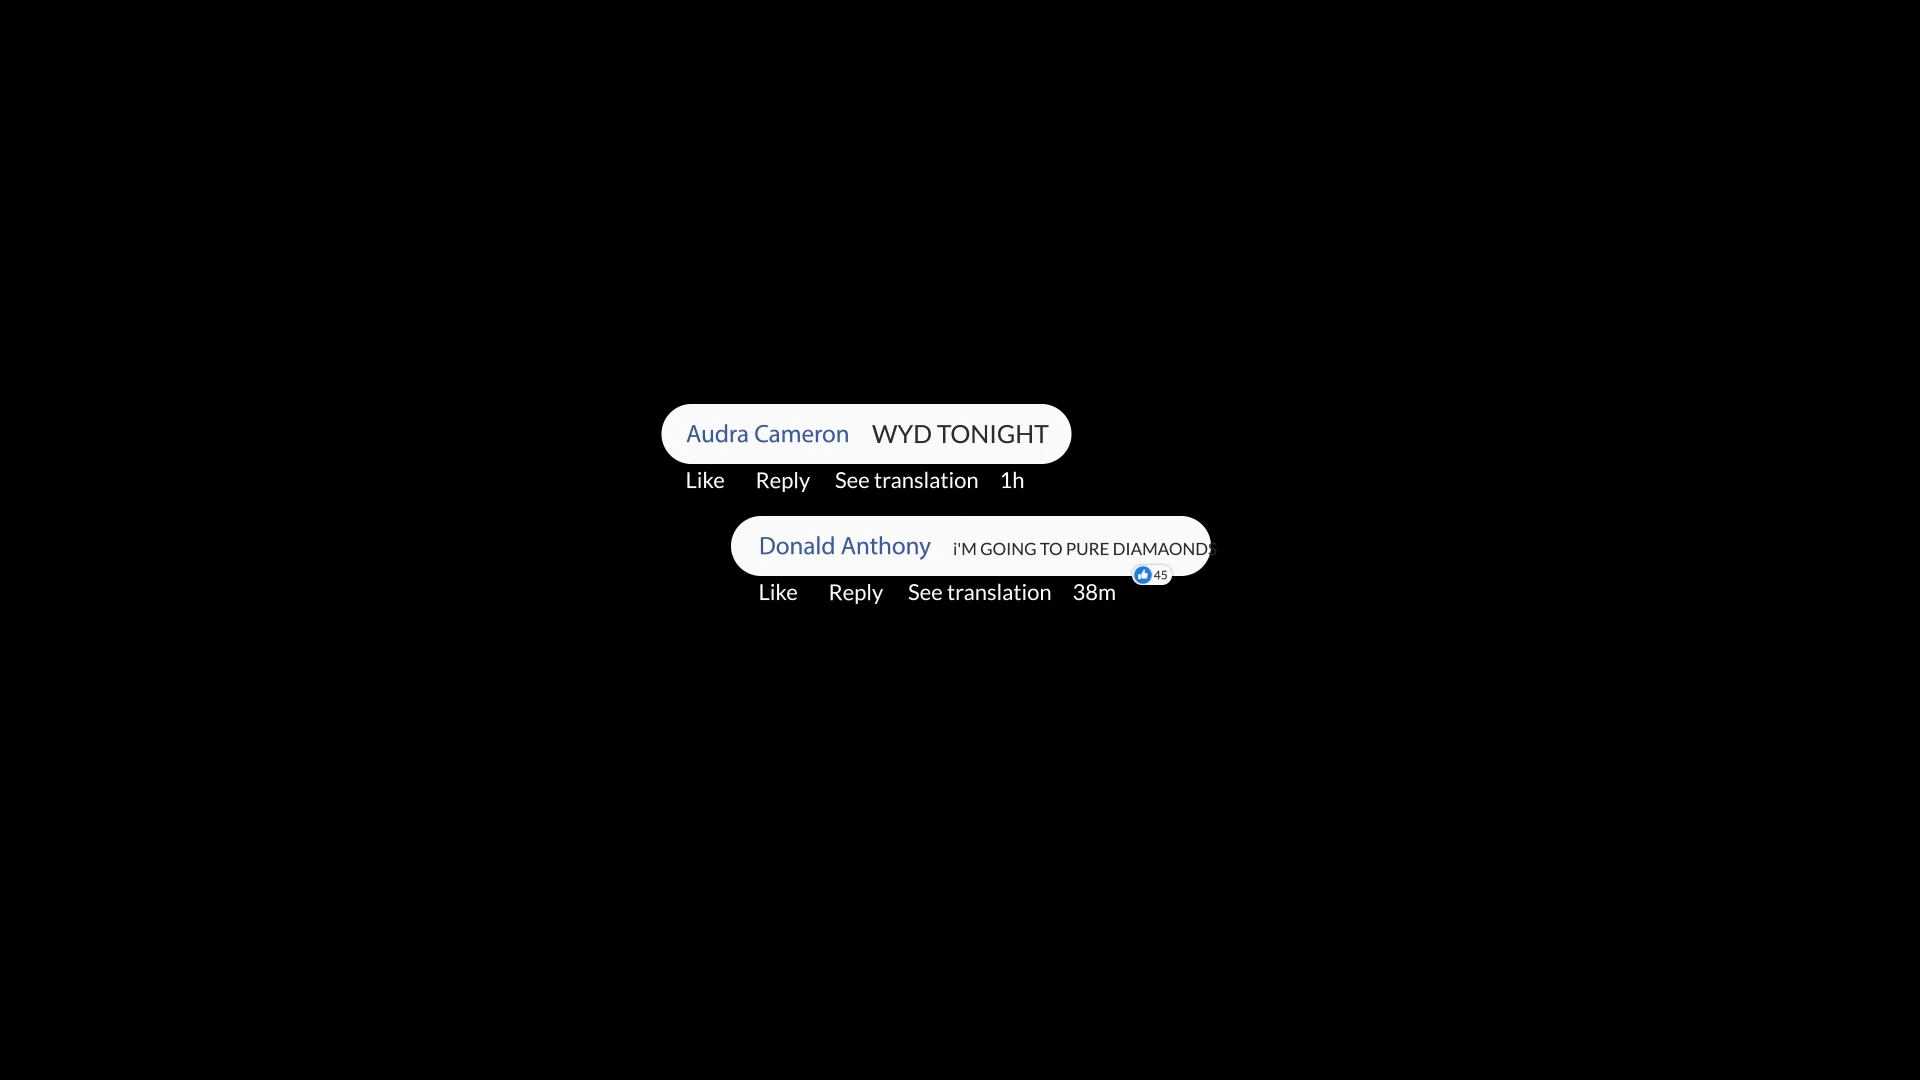 Audra Cameron WYD TONIGHT
Like Reply See translation 1h
Donald Anthony i'M GOING TO PURE DIAMAONDS
45
Like Reply See translation 38m